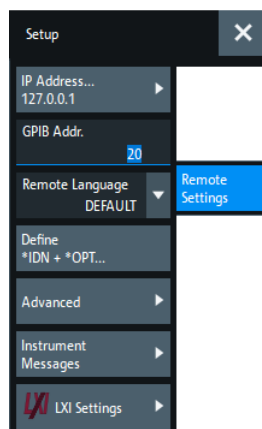 Setup
IP Address...
127.0.0.1
GPIB Addr.
20
Remote Language
DEFAULT
Remote
Settings
Define
*IDN + *OPT...
Advanced
Instrument
Messages
LXI LXI Settings